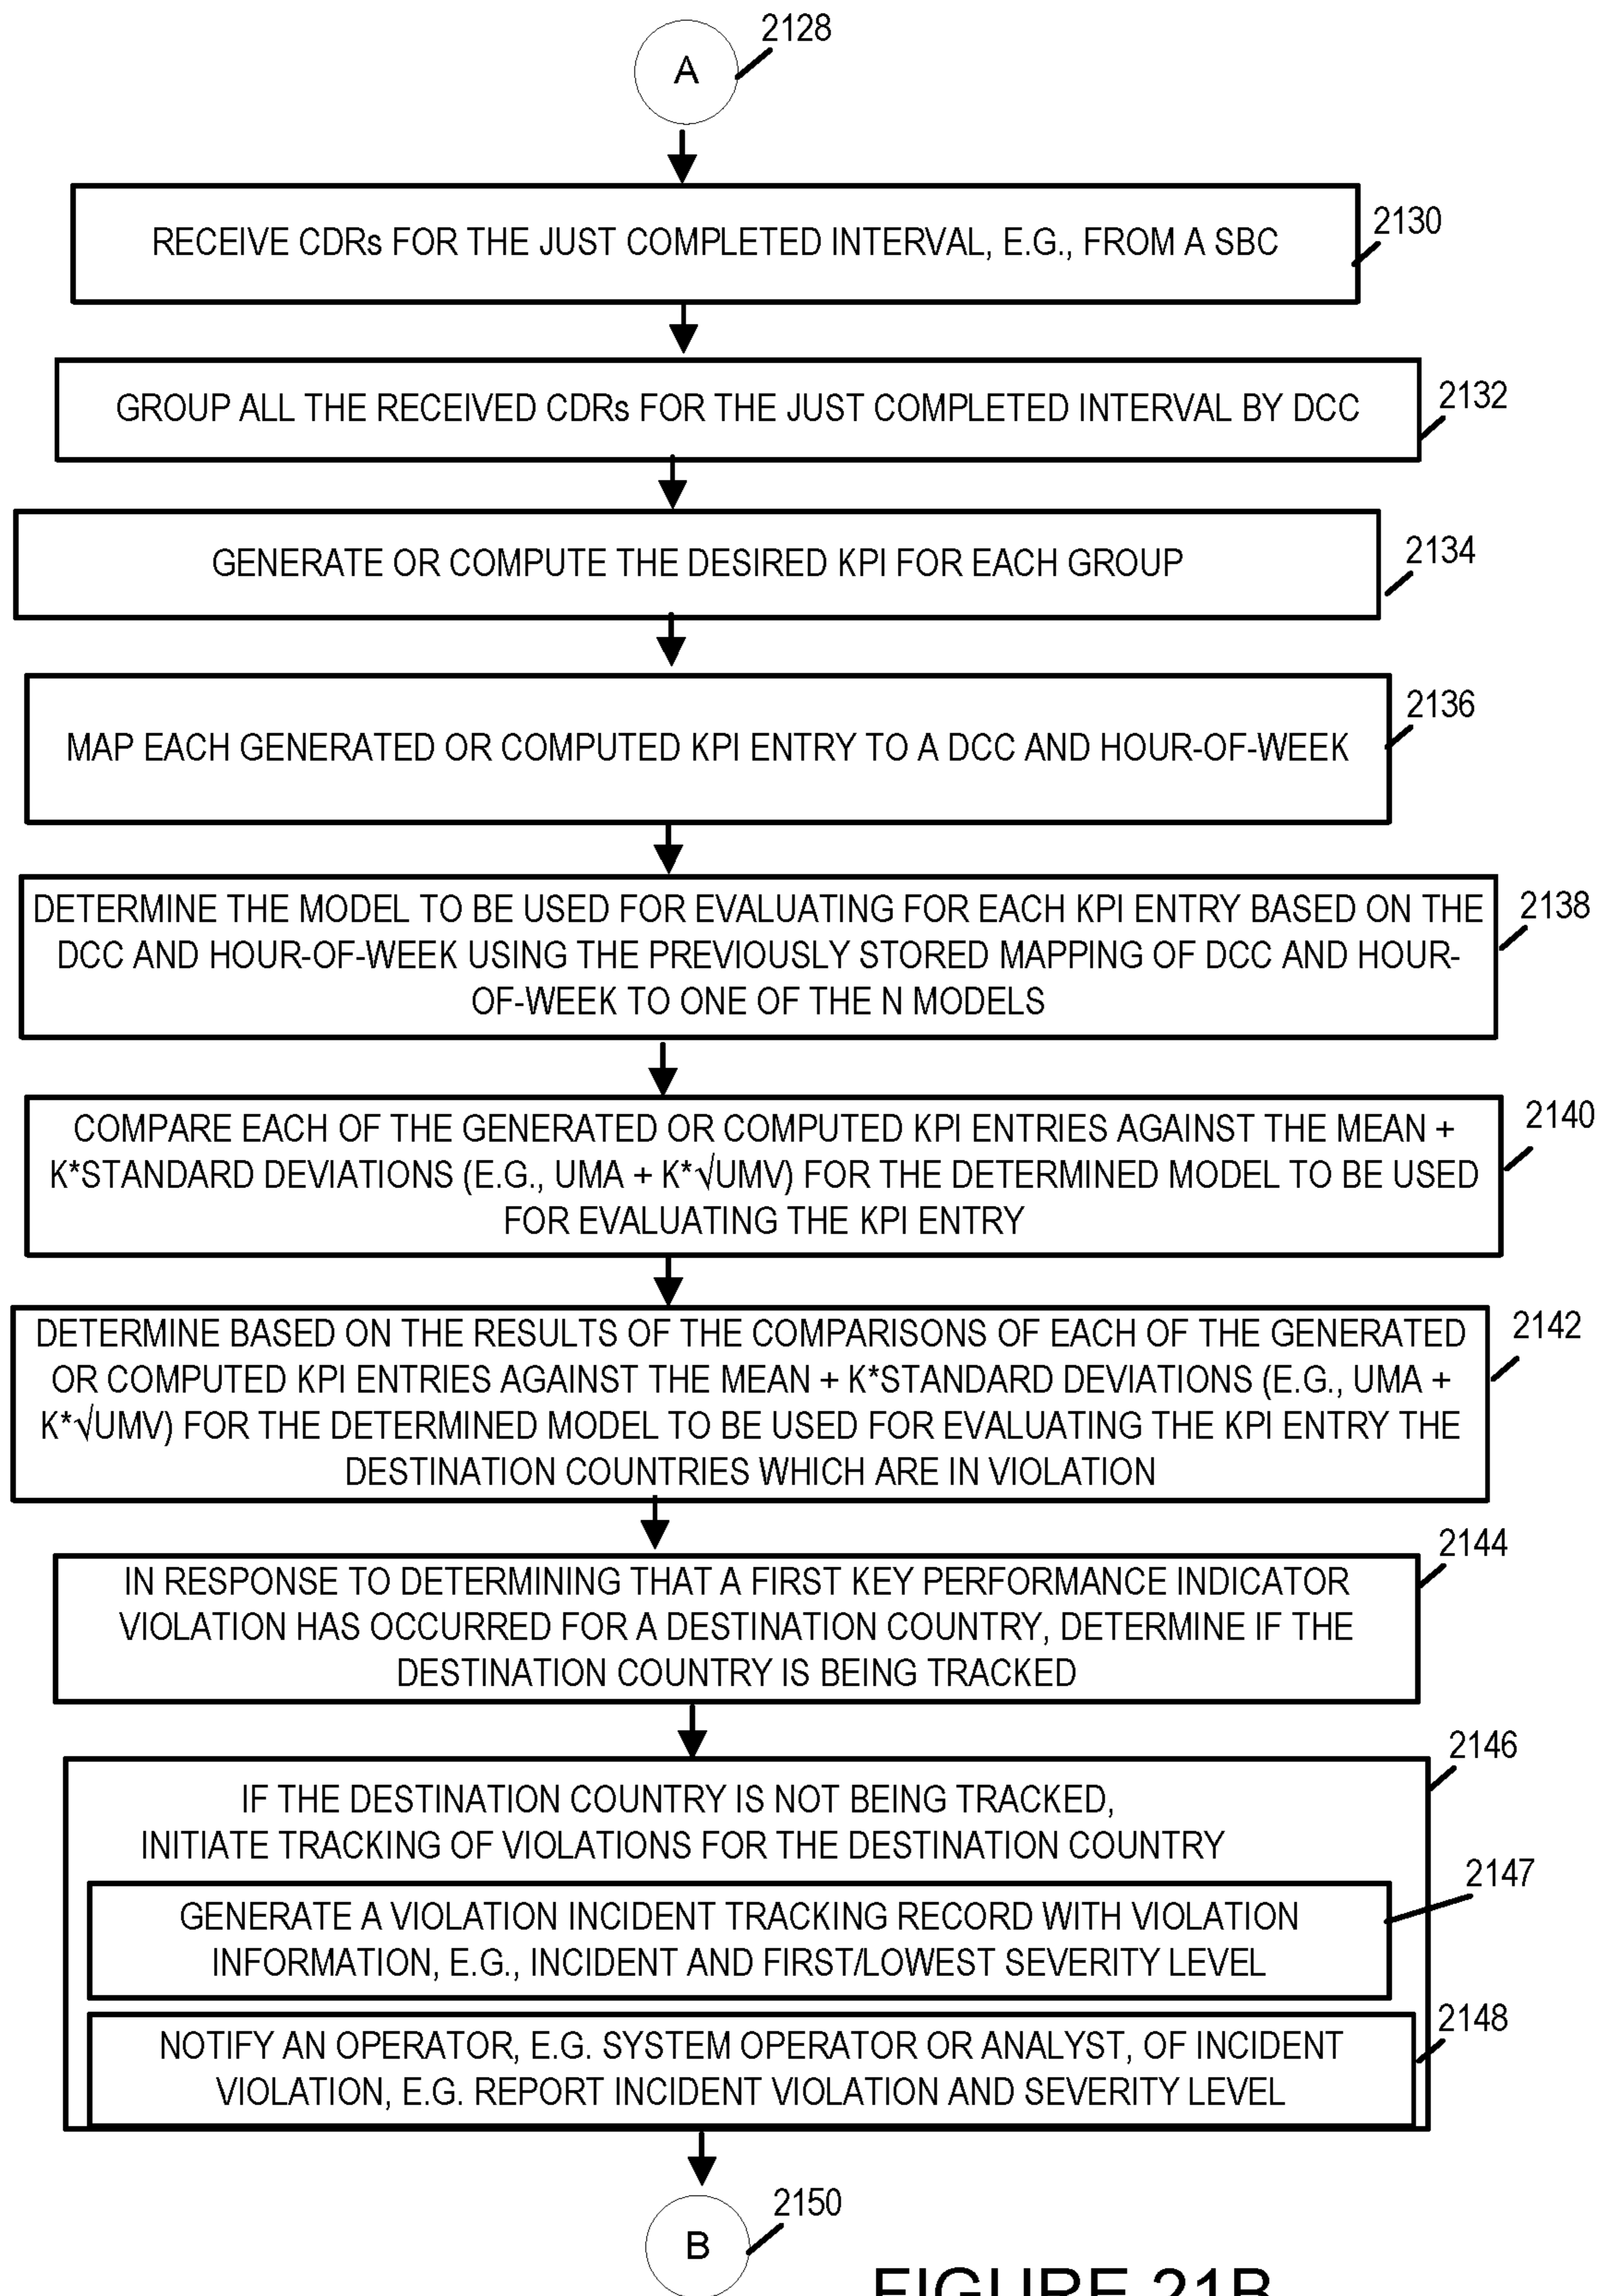 2128
A
2130
RECEIVE CDRs FOR THE JUST COMPLETED INTERVAL, E.G., FROM A SBC
2132
GROUP ALL THE RECEIVED CDRs FOR THE JUST COMPLETED INTERVAL BY DCC
2134
GENERATE OR COMPUTE THE DESIRED KPI FOR EACH GROUP
2136
MAP EACH GENERATED OR COMPUTED KPI ENTRY TO A DCC AND HOUR-OF-WEEK
2138
DETERMINE THE MODEL TO BE USED FOR EVALUATING FOR EACH KPI ENTRY BASED ON THE
DCC AND HOUR-OF-WEEK USING THE PREVIOUSLY STORED MAPPING OF DCC AND HOUR-
OF-WEEK TO ONE OF THE N MODELS
2140
COMPARE EACH OF THE GENERATED OR COMPUTED KPI ENTRIES AGAINST THE MEAN +
K*STANDARD DEVIATIONS (E.G., UMA + K*√UMV) FOR THE DETERMINED MODEL TO BE USED
FOR EVALUATING THE KPI ENTRY
2142
DETERMINE BASED ON THE RESULTS OF THE COMPARISONS OF EACH OF THE GENERATED
OR COMPUTED KPI ENTRIES AGAINST THE MEAN + K*STANDARD DEVIATIONS (E.G., UMA +
K*√UMV) FOR THE DETERMINED MODEL TO BE USED FOR EVALUATING THE KPI ENTRY THE
DESTINATION COUNTRIES WHICH ARE IN VIOLATION
2144
IN RESPONSE TO DETERMINING THAT A FIRST KEY PERFORMANCE INDICATOR
VIOLATION HAS OCCURRED FOR A DESTINATION COUNTRY, DETERMINE IF THE
DESTINATION COUNTRY IS BEING TRACKED
2146
IF THE DESTINATION COUNTRY IS NOT BEING TRACKED,
INITIATE TRACKING OF VIOLATIONS FOR THE DESTINATION COUNTRY
2147
GENERATE A VIOLATION INCIDENT TRACKING RECORD WITH VIOLATION
INFORMATION, E.G., INCIDENT AND FIRST/LOWEST SEVERITY LEVEL
2148
NOTIFY AN OPERATOR, E.G. SYSTEM OPERATOR OR ANALYST, OF INCIDENT
VIOLATION, E.G. REPORT INCIDENT VIOLATION AND SEVERITY LEVEL
2150
B
FIGURE 21B